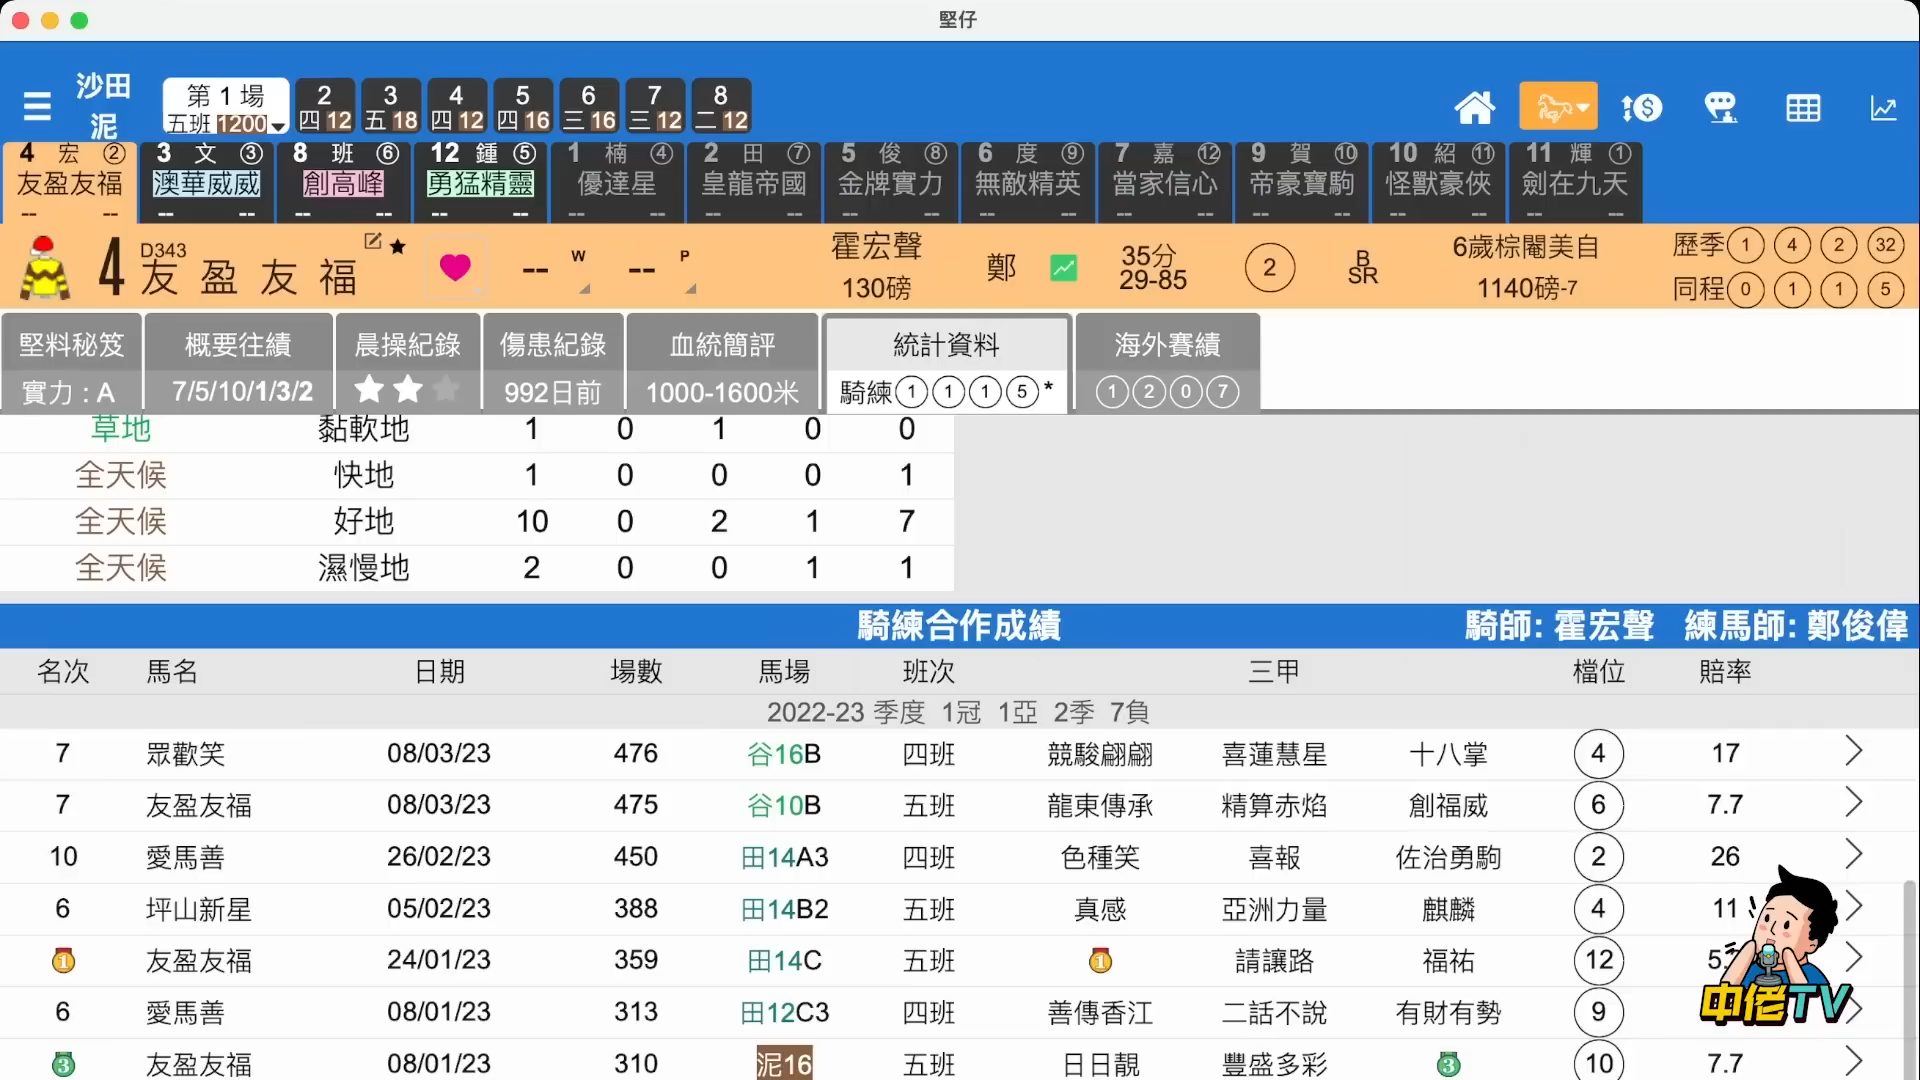 堅仔
沙田
泥
第 1 場
五班 1200
2
四 12
3
五 18
4
四 12
5
四 16
6
三 16
7
三 12
8
二 12
4 宏 ②
友盈友福
-- --
3 文 ③
澳華威威
-- --
8 班 ⑥
創高峰
-- --
12 鍾 ⑤
勇猛精靈
-- --
1 楠 ④
優達星
-- --
2 田 ⑦
皇龍帝國
-- --
5 俊 ⑧
金牌實力
-- --
6 度 ⑨
無敵精英
-- --
7 嘉 ⑫
當家信心
-- --
9 賀 ⑩
帝豪寶駒
-- --
10 紹 ⑪
怪獸豪俠
-- --
11 輝 ①
劍在九天
-- --
4 D343 友盈友福 ★
-- W -- P
霍宏聲
130磅
鄭
35分
29-85
2
B
SR
6歲棕閹美自
1140磅-7
歷季 1 4 2 32
同程 0 1 1 5
堅料秘笈
實力 : A
概要往績
7/5/10/1/3/2
晨操紀錄
傷患紀錄
992日前
血統簡評
1000-1600米
統計資料
騎練 1 1 1 5 *
海外賽績
1 2 0 7
草地 黏軟地 1 0 1 0 0
全天候 快地 1 0 0 0 1
全天候 好地 10 0 2 1 7
全天候 濕慢地 2 0 0 1 1
騎練合作成績 騎師: 霍宏聲 練馬師: 鄭俊偉
名次 馬名 日期 場數 馬場 班次 三甲 檔位 賠率
2022-23 季度 1冠 1亞 2季 7負
7 眾歡笑 08/03/23 476 谷16B 四班 競駿翩翩 喜蓮慧星 十八掌 4 17
7 友盈友福 08/03/23 475 谷10B 五班 龍東傳承 精算赤焰 創福威 6 7.7
10 愛馬善 26/02/23 450 田14A3 四班 色種笑 喜報 佐治勇駒 2 26
6 坪山新星 05/02/23 388 田14B2 五班 真感 亞洲力量 麒麟 4 11
1 友盈友福 24/01/23 359 田14C 五班 1 請讓路 福祐 12 5.
6 愛馬善 08/01/23 313 田12C3 四班 善傳香江 二話不說 有財有勢 9
3 友盈友福 08/01/23 310 泥16 五班 日日靚 豐盛多彩 3 10 7.7
中佬TV